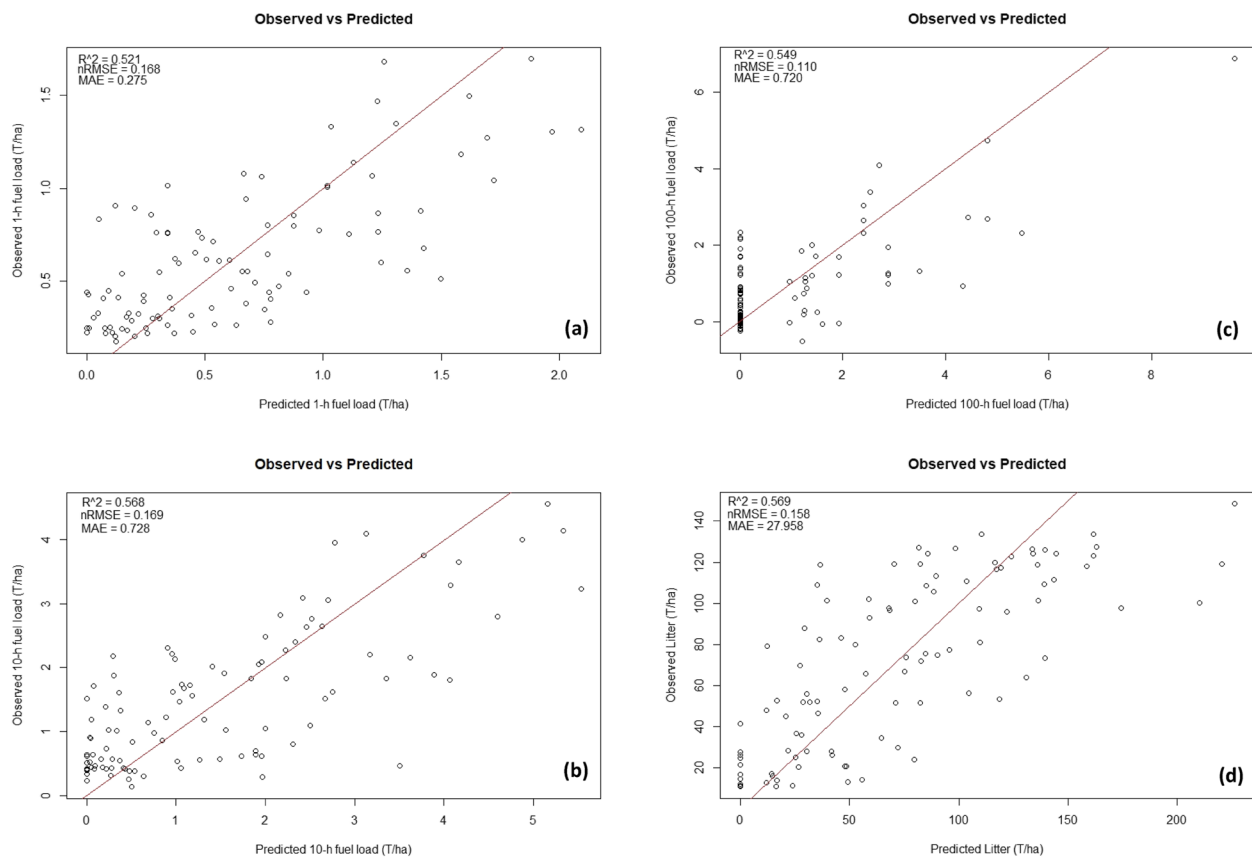 Observed vs Predicted
R^2 = 0.521
nRMSE = 0.168
MAE = 0.275
1.5
1.0
0.5
Observed 1-h fuel load (T/ha)
(a)
0.0 0.5 1.0 1.5 2.0
Predicted 1-h fuel load (T/ha)
Observed vs Predicted
R^2 = 0.549
nRMSE = 0.110
MAE = 0.720
6
4
2
0
Observed 100-h fuel load (T/ha)
(c)
0 2 4 6 8
Predicted 100-h fuel load (T/ha)
Observed vs Predicted
R^2 = 0.568
nRMSE = 0.169
MAE = 0.728
4
3
2
1
0
Observed 10-h fuel load (T/ha)
(b)
0 1 2 3 4 5
Predicted 10-h fuel load (T/ha)
Observed vs Predicted
R^2 = 0.569
nRMSE = 0.158
MAE = 27.958
140
120
100
80
60
40
20
Observed Litter (T/ha)
(d)
0 50 100 150 200
Predicted Litter (T/ha)